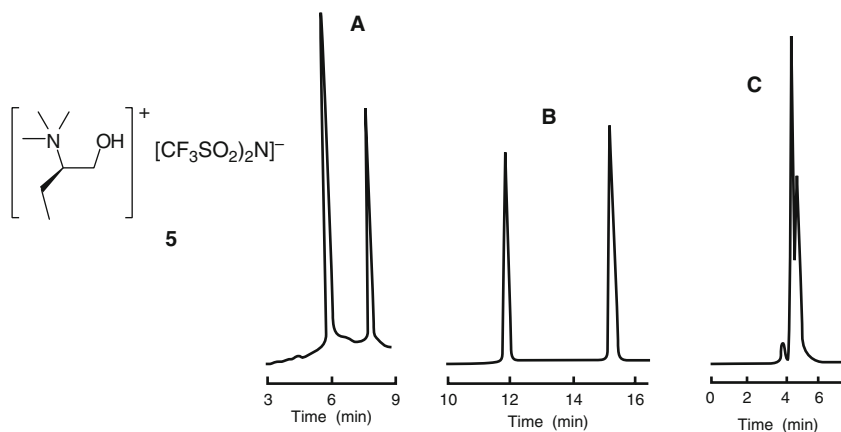 A
B
C
+
N
OH
[CF₃SO₂)₂N]⁻
5
3 6 9
Time (min)
10 12 14 16
Time (min)
0 2 4 6
Time (min)